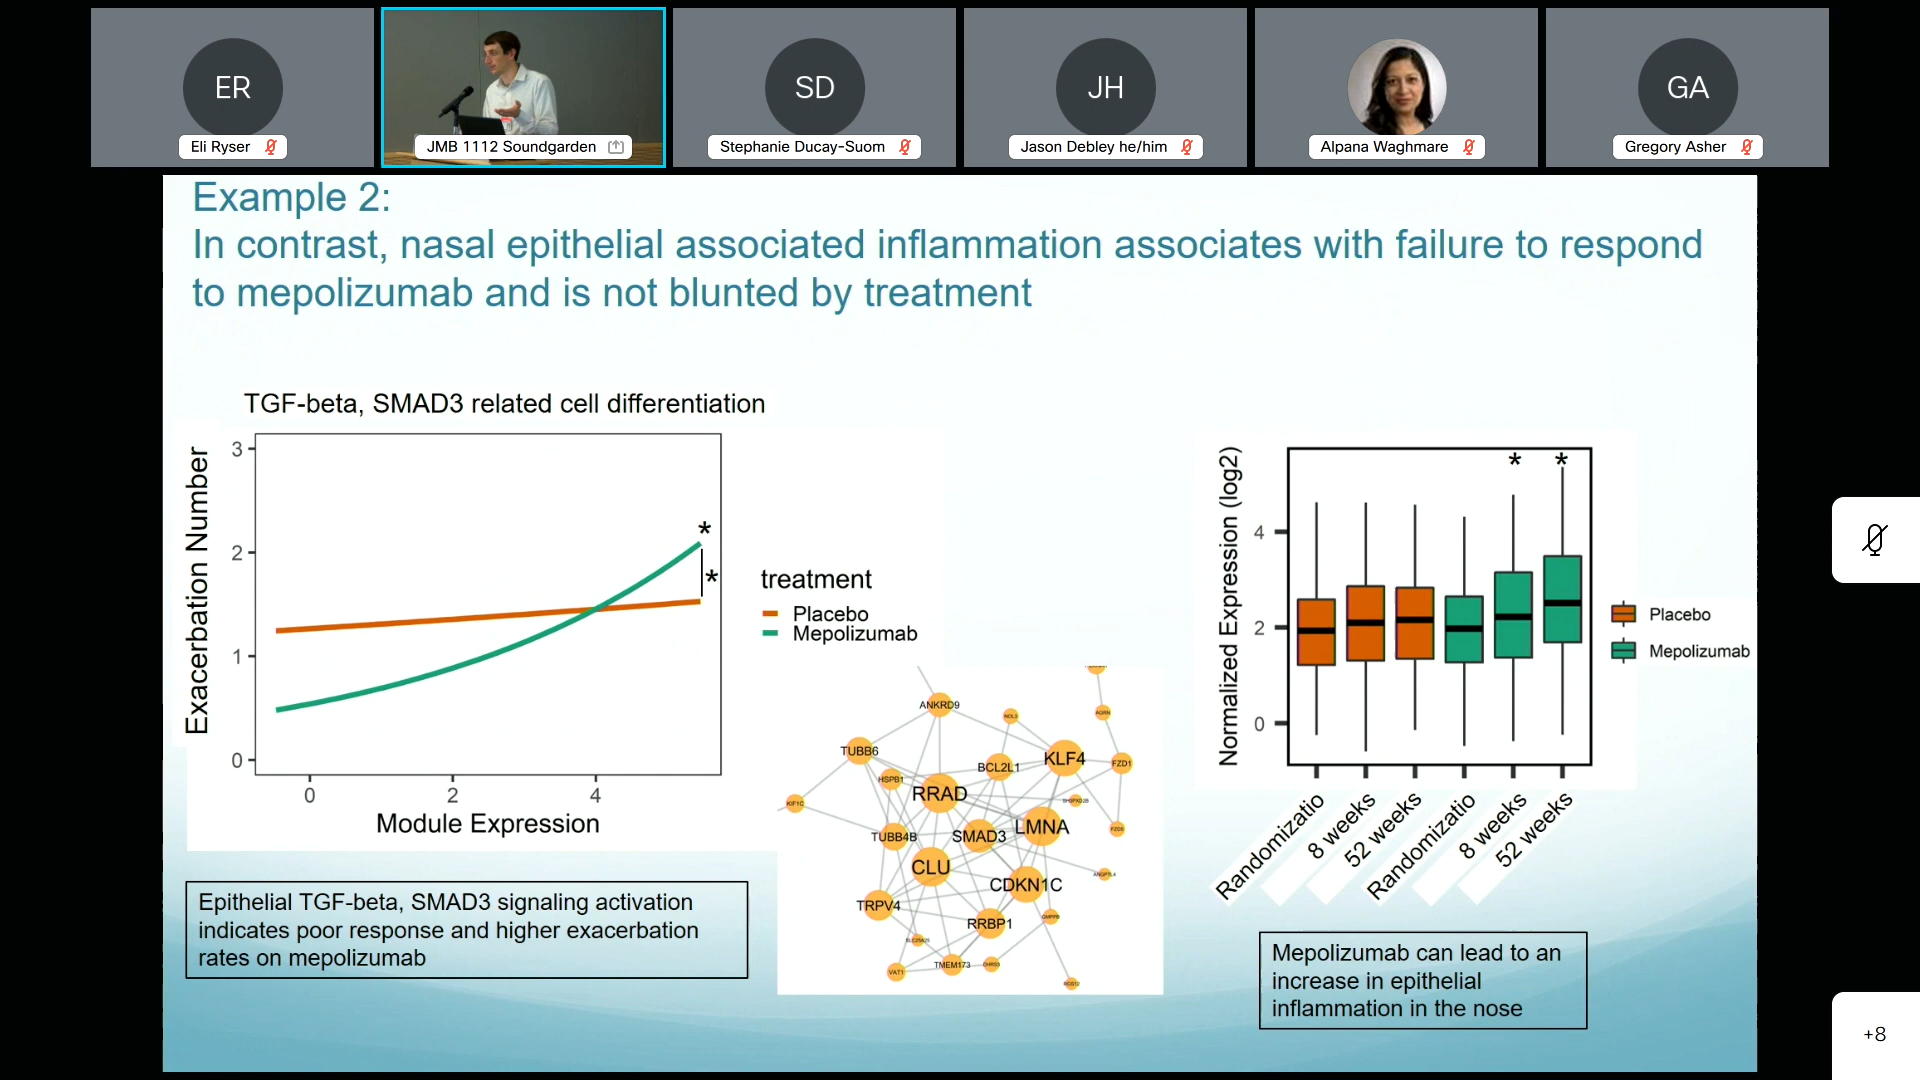 ER
SD
JH
GA
Eli Ryser
JMB 1112 Soundgarden
Stephanie Ducay-Suom
Jason Debley he/him
Alpana Waghmare
Gregory Asher
Example 2:
In contrast, nasal epithelial associated inflammation associates with failure to respond
to mepolizumab and is not blunted by treatment
TGF-beta, SMAD3 related cell differentiation
Exacerbation Number
3
2
1
0
0 2 4
Module Expression
*
*
treatment
Placebo
Mepolizumab
Epithelial TGF-beta, SMAD3 signaling activation
indicates poor response and higher exacerbation
rates on mepolizumab
ANKRD9
TUBB6
BCL2L1
KLF4
FZD1
HSPB1
RRAD
KIF1C
TUBB4B
SMAD3
LMNA
CLU
CDKN1C
TRPV4
RRBP1
VAT1
TMEM173
Normalized Expression (log2)
4
2
0
* *
Randomizatio
8 weeks
52 weeks
Randomizatio
8 weeks
52 weeks
Placebo
Mepolizumab
Mepolizumab can lead to an
increase in epithelial
inflammation in the nose
+8